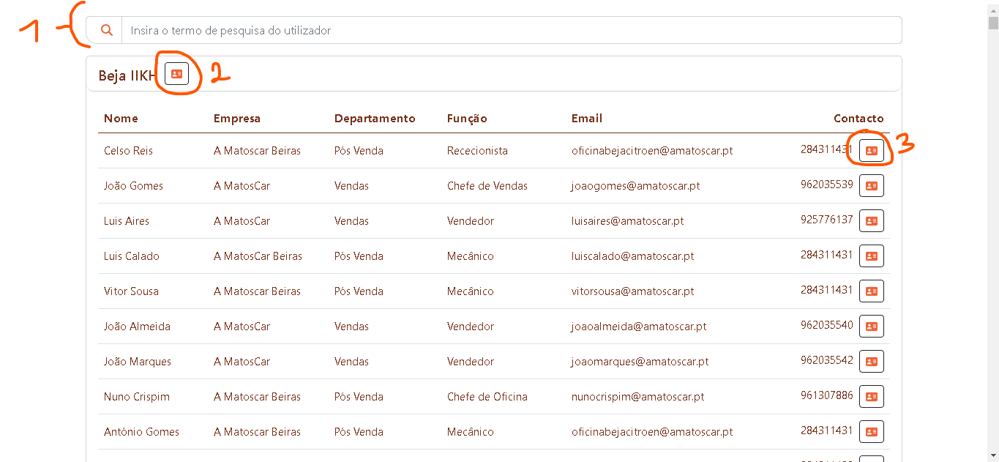 1
Insira o termo de pesquisa do utilizador
Beja IIKH
2
Nome Empresa Departamento Função Email Contacto
Celso Reis A Matoscar Beiras Pós Venda Rececionista oficinabejacitroen@amatoscar.pt 284311431
3
João Gomes A MatosCar Vendas Chefe de Vendas joaogomes@amatoscar.pt 962035539
Luis Aires A MatosCar Vendas Vendedor luisaires@amatoscar.pt 925776137
Luis Calado A MatosCar Beiras Pós Venda Mecânico luiscalado@amatoscar.pt 284311431
Vitor Sousa A Matoscar Beiras Pós Venda Mecânico vitorsousa@amatoscar.pt 284311431
João Almeida A MatosCar Vendas Vendedor joaoalmeida@amatoscar.pt 962035540
João Marques A MatosCar Vendas Vendedor joaomarques@amatoscar.pt 962035542
Nuno Crispim A Matoscar Beiras Pós Venda Chefe de Oficina nunocrispim@amatoscar.pt 961307886
António Gomes A Matoscar Beiras Pós Venda Mecânico oficinabejacitroen@amatoscar.pt 284311431